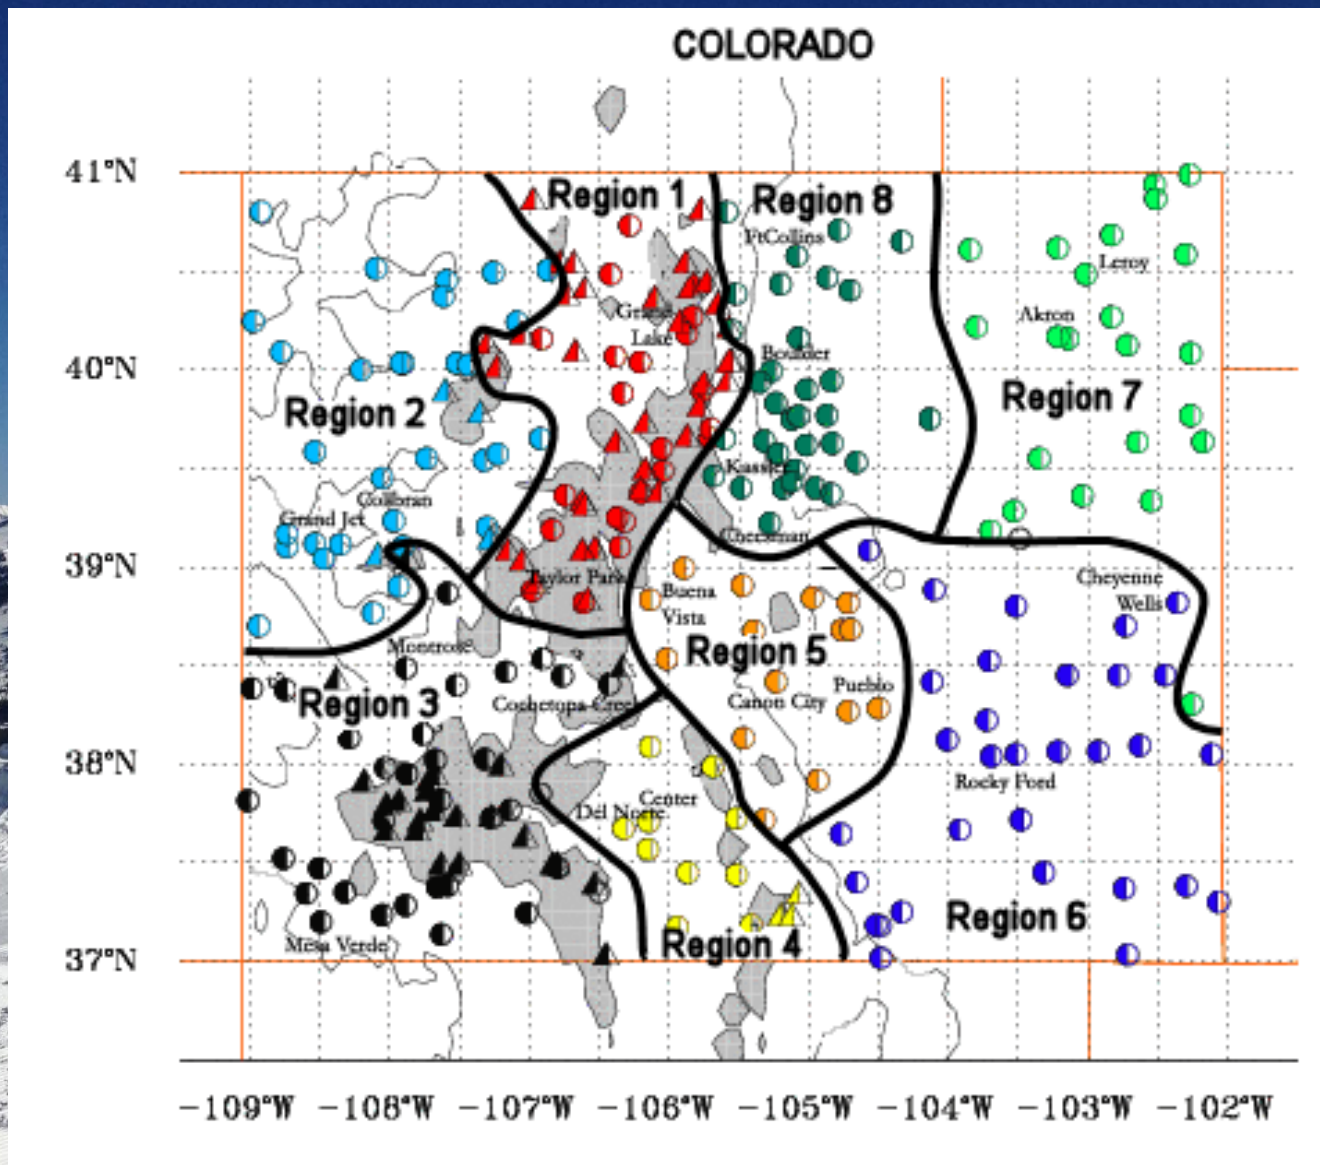 COLORADO
41°N
Region 1
Region 8
FtCollins
Leroy
Grand
Lake
Akron
Boulder
40°N
Region 2
Region 7
Kassler
Collbran
Grand Jct
Cheesman
39°N
Taylor Park
Cheyenne
Wells
Buena
Vista
Montrose
Region 5
Pueblo
Region 3
Cochetopa Creek
Canon City
38°N
Rocky Ford
Center
Del Norte
Region 6
Mesa Verde
Region 4
37°N
-109°W -108°W -107°W -106°W -105°W -104°W -103°W -102°W